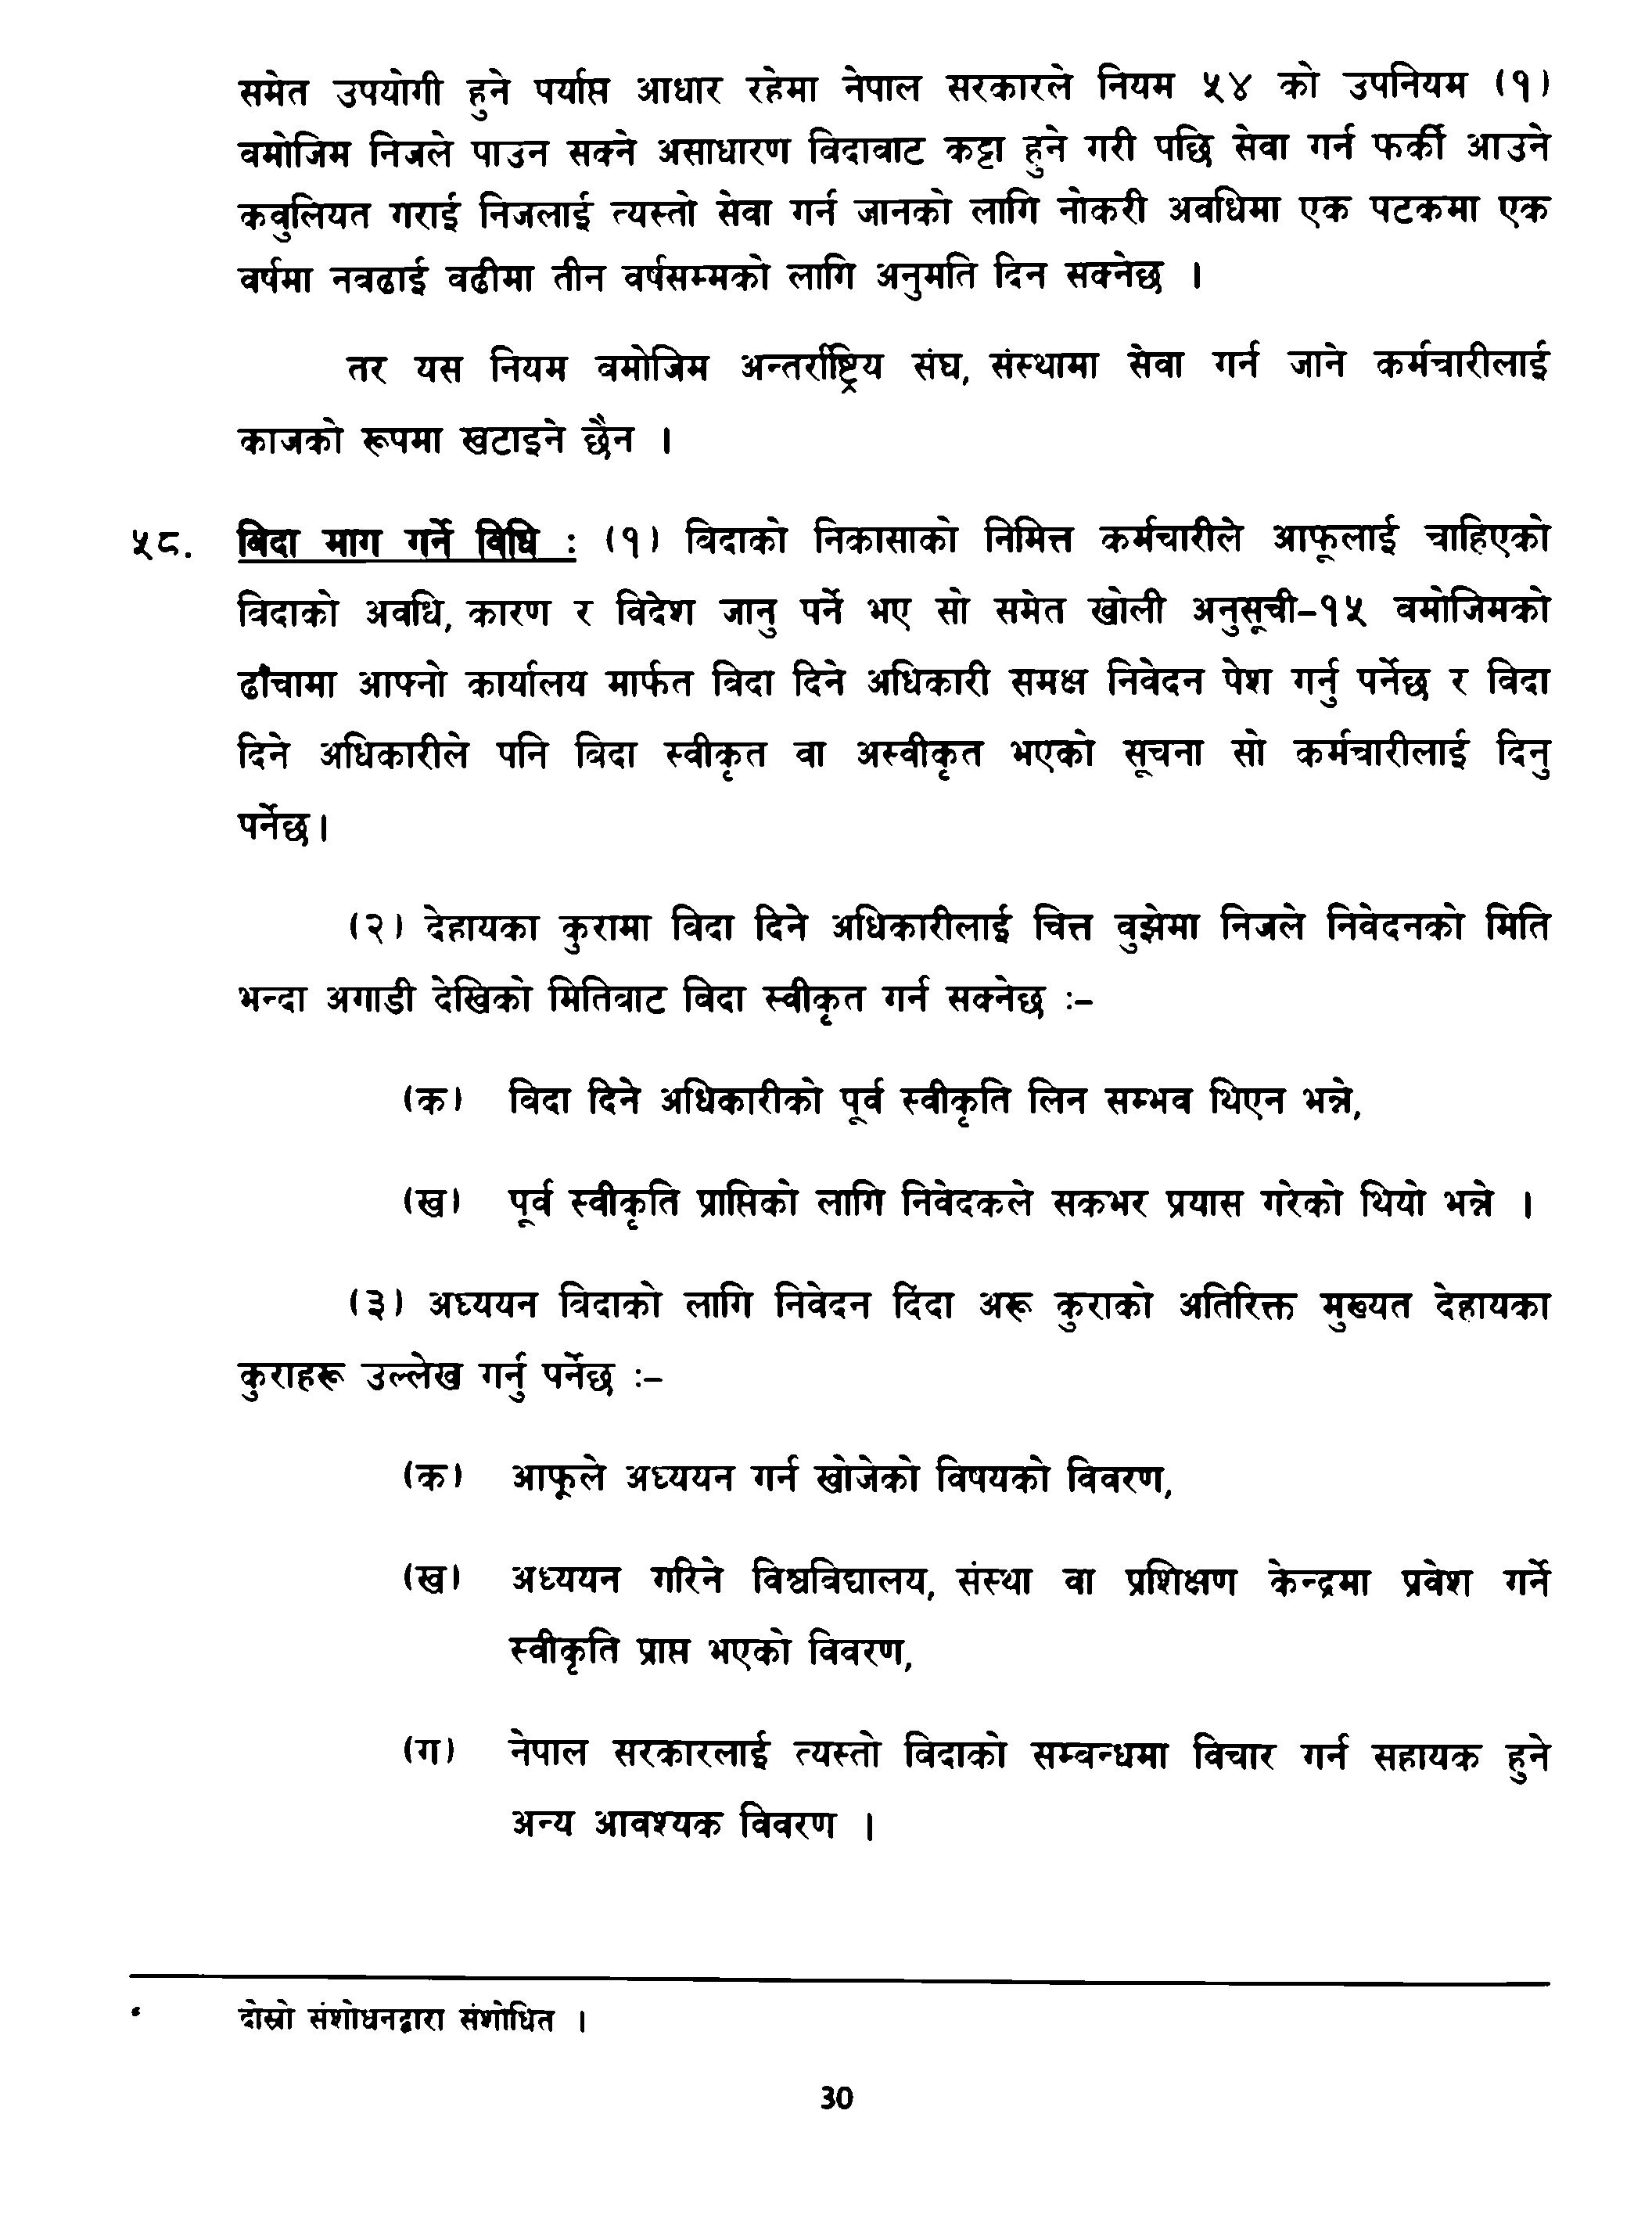 समेत उपयोगी हुने पर्याप्त आधार रहेमा नेपाल सरकारले नियम ५४ को उपनियम (१)
बमोजिम निजले पाउन सक्ने असाधारण विदाबाट कट्टा हुने गरी पछि सेवा गर्न फर्की आउने
कबुलियत गराई निजलाई त्यस्तो सेवा गर्न जानको लागि नोकरी अवधिमा एक पटकमा एक
वर्षमा नबढाई बढीमा तीन वर्षसम्मको लागि अनुमति दिन सक्नेछ ।
तर यस नियम बमोजिम अन्तर्राष्ट्रिय संघ, संस्थामा सेवा गर्न जाने कर्मचारीलाई
काजको रूपमा खटाइने छैन ।
५८. विदा माग गर्ने विधि : (१) विदाको निकासाको निमित्त कर्मचारीले आफूलाई चाहिएको
विदाको अवधि, कारण र विदेश जानु पर्ने भए सो समेत खोली अनुसूची–१५ बमोजिमको
ढाँचामा आफ्नो कार्यालय मार्फत विदा दिने अधिकारी समक्ष निवेदन पेश गर्नु पर्नेछ र विदा
दिने अधिकारीले पनि विदा स्वीकृत वा अस्वीकृत भएको सूचना सो कर्मचारीलाई दिनु
पर्नेछ।
(२) देहायका कुरामा विदा दिने अधिकारीलाई चित्त बुझेमा निजले निवेदनको मिति
भन्दा अगाडी देखिको मितिबाट विदा स्वीकृत गर्न सक्नेछ :–
(क) विदा दिने अधिकारीको पूर्व स्वीकृति लिन सम्भव थिएन भन्ने,
(ख) पूर्व स्वीकृति प्राप्तिको लागि निवेदकले सकभर प्रयास गरेको थियो भन्ने ।
(३) अध्ययन विदाको लागि निवेदन दिंदा अरू कुराको अतिरिक्त मुख्यत देहायका
कुराहरू उल्लेख गर्नु पर्नेछ :–
(क) आफूले अध्ययन गर्न खोजेको विषयको विवरण,
(ख) अध्ययन गरिने विश्वविद्यालय, संस्था वा प्रशिक्षण केन्द्रमा प्रवेश गर्ने
स्वीकृति प्राप्त भएको विवरण,
(ग) नेपाल सरकारलाई त्यस्तो विदाको सम्बन्धमा विचार गर्न सहायक हुने
अन्य आवश्यक विवरण ।
दोस्रो संशोधनद्वारा संशोधित ।
30